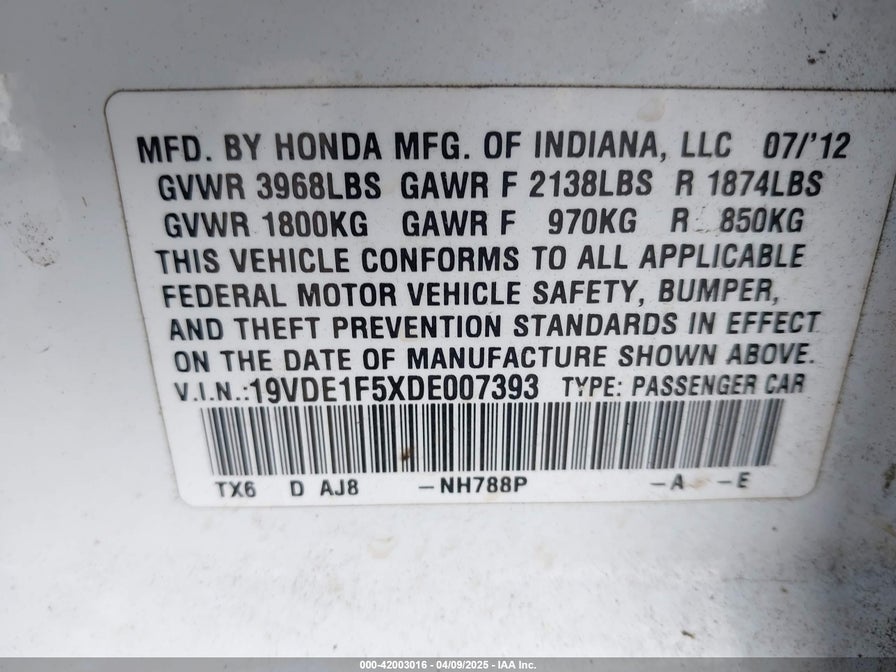 MFD. BY HONDA MFG. OF INDIANA, LLC 07/'12
GVWR 3968LBS GAWR F 2138LBS R 1874LBS
GVWR 1800KG GAWR F 970KG R 850KG
THIS VEHICLE CONFORMS TO ALL APPLICABLE
FEDERAL MOTOR VEHICLE SAFETY, BUMPER,
AND THEFT PREVENTION STANDARDS IN EFFECT
ON THE DATE OF MANUFACTURE SHOWN ABOVE.
V.I.N.:19VDE1F5XDE007393 TYPE: PASSENGER CAR
TX6 D AJ8 –NH788P –A –E
000-42003016 - 04/09/2025 - IAA Inc.